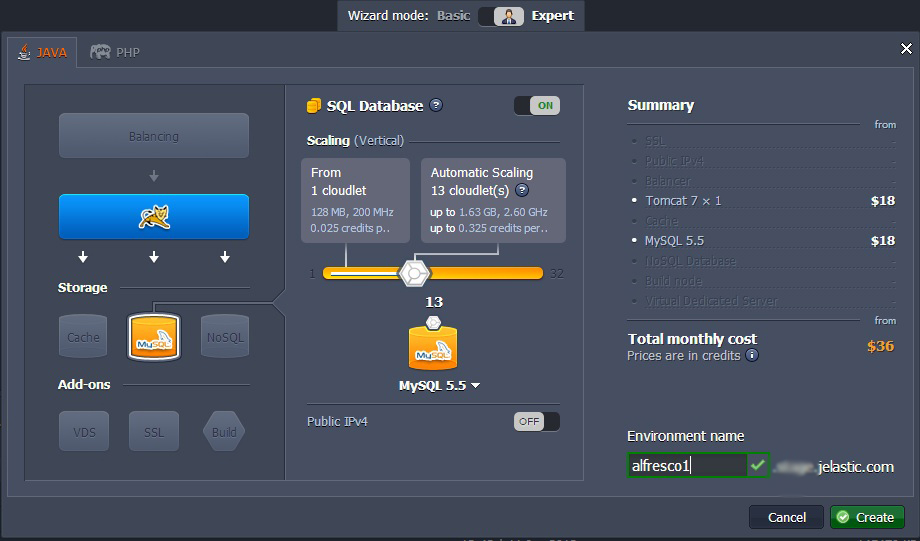 Wizard mode: Basic Expert
JAVA PHP
Balancing
Storage
Cache MySQL NoSQL
Add-ons
VDS SSL Build
SQL Database ? ON
Scaling (Vertical)
From
1 cloudlet
128 MB, 200 MHz
0.025 credits p..
Automatic Scaling
13 cloudlet(s) ?
up to 1.63 GB, 2.60 GHz
up to 0.325 credits per..
1 32
13
MySQL
MySQL 5.5
Public IPv4 OFF
Summary
from
SSL -
Public IPv4 -
Balancer -
Tomcat 7 × 1 $18
Cache -
MySQL 5.5 $18
NoSQL Database -
Build node -
Virtual Dedicated Server -
from
Total monthly cost $36
Prices are in credits i
Environment name
alfresco1 .jelastic.com
Cancel Create